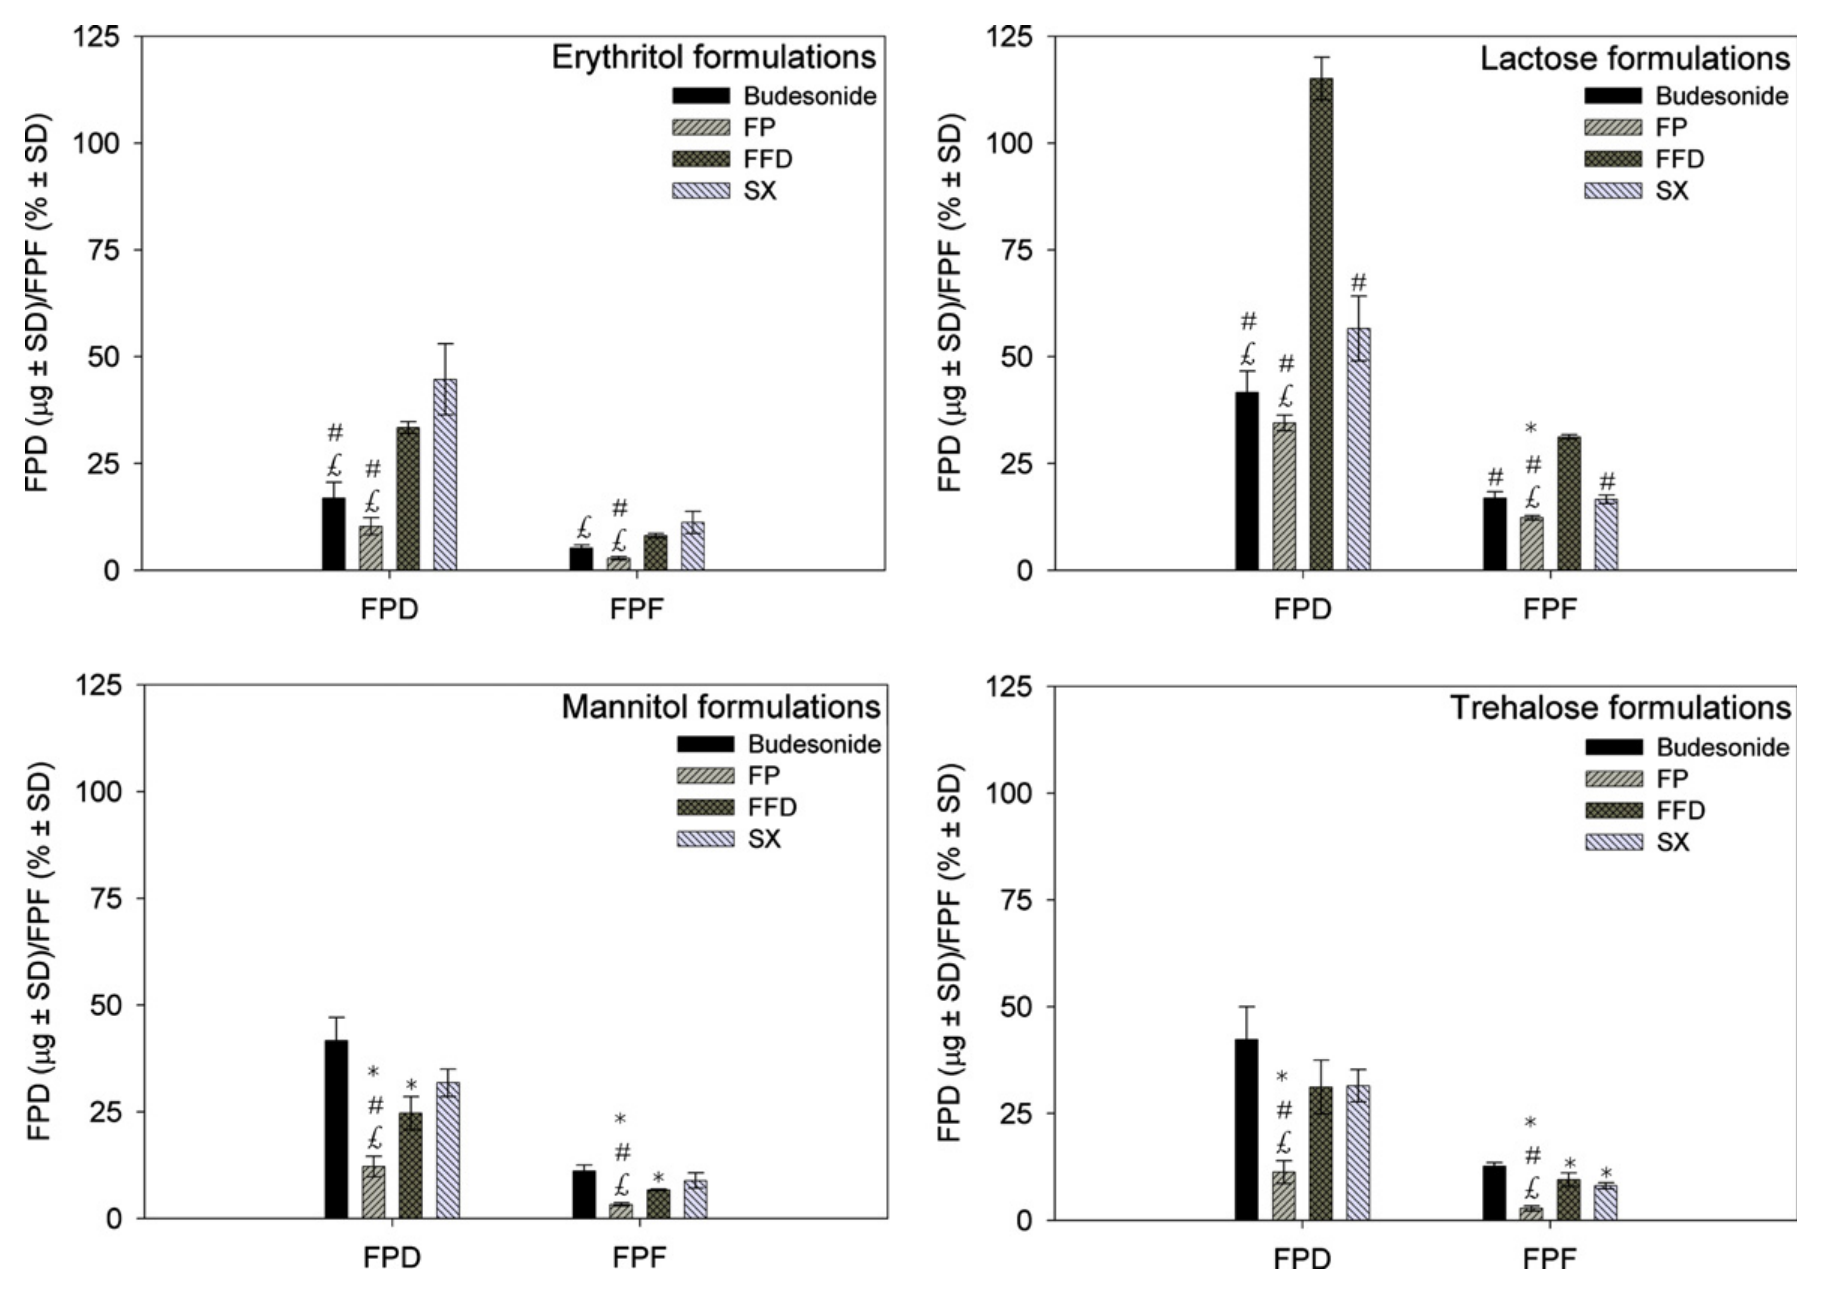 Erythritol formulations
Budesonide
FP
FFD
SX
FPD (µg ± SD)/FPF (% ± SD)
125
100
75
50
25
0
#
£
#
£
£
#
£
FPD
FPF
Lactose formulations
Budesonide
FP
FFD
SX
FPD (µg ± SD)/FPF (% ± SD)
125
100
75
50
25
0
#
£
#
£
#
#
*
#
£
#
FPD
FPF
Mannitol formulations
Budesonide
FP
FFD
SX
FPD (µg ± SD)/FPF (% ± SD)
125
100
75
50
25
0
*
#
£
*
*
#
£
*
FPD
FPF
Trehalose formulations
Budesonide
FP
FFD
SX
FPD (µg ± SD)/FPF (% ± SD)
125
100
75
50
25
0
*
#
£
*
#
£
*
*
FPD
FPF